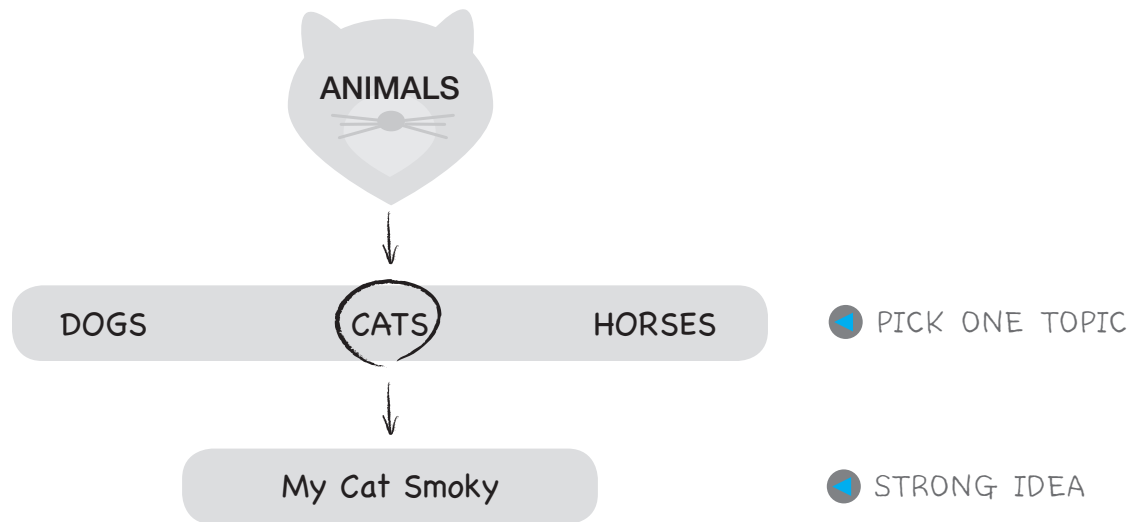 ANIMALS
DOGS CATS HORSES PICK ONE TOPIC
My Cat Smoky STRONG IDEA